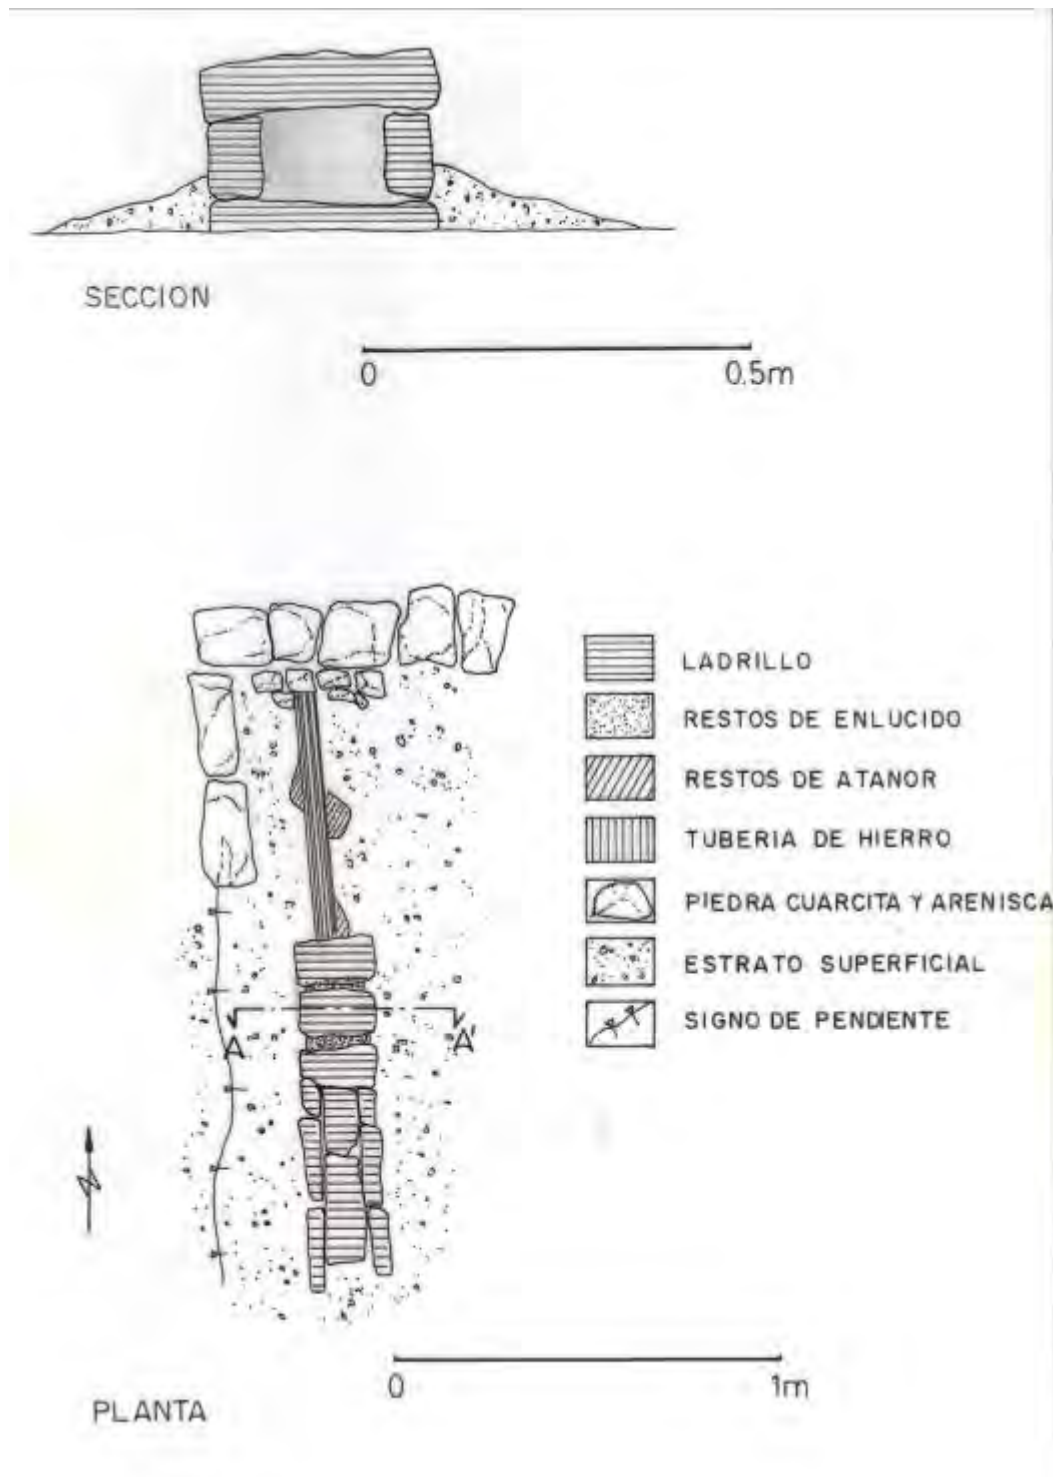 SECCION
0 0.5m
LADRILLO
RESTOS DE ENLUCIDO
RESTOS DE ATANOR
TUBERIA DE HIERRO
PIEDRA CUARCITA Y ARENISCA
ESTRATO SUPERFICIAL
SIGNO DE PENDIENTE
A A'
0 1m
PLANTA